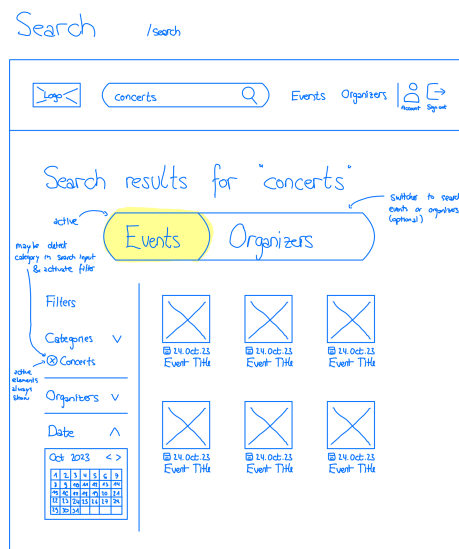 Search /search
Logo
concerts
Events Organizers
Account Sign out
Search results for "concerts"
active
Switches to search
events or organizers
(optional)
Events Organizers
maybe detect
category in search input
& activate filter
Filters
Categories
Concerts
active
elements
always
show
Organizers
Date
Oct 2023 < >
1 2 3 4 5 6 7
8 9 10 11 12 13 14
15 16 17 18 19 20 21
22 23 24 25 26 27 28
29 30 31
24.Oct.23 24.Oct.23 24.Oct.23
Event Title Event Title Event Title
24.Oct.23 24.Oct.23 24.Oct.23
Event Title Event Title Event Title